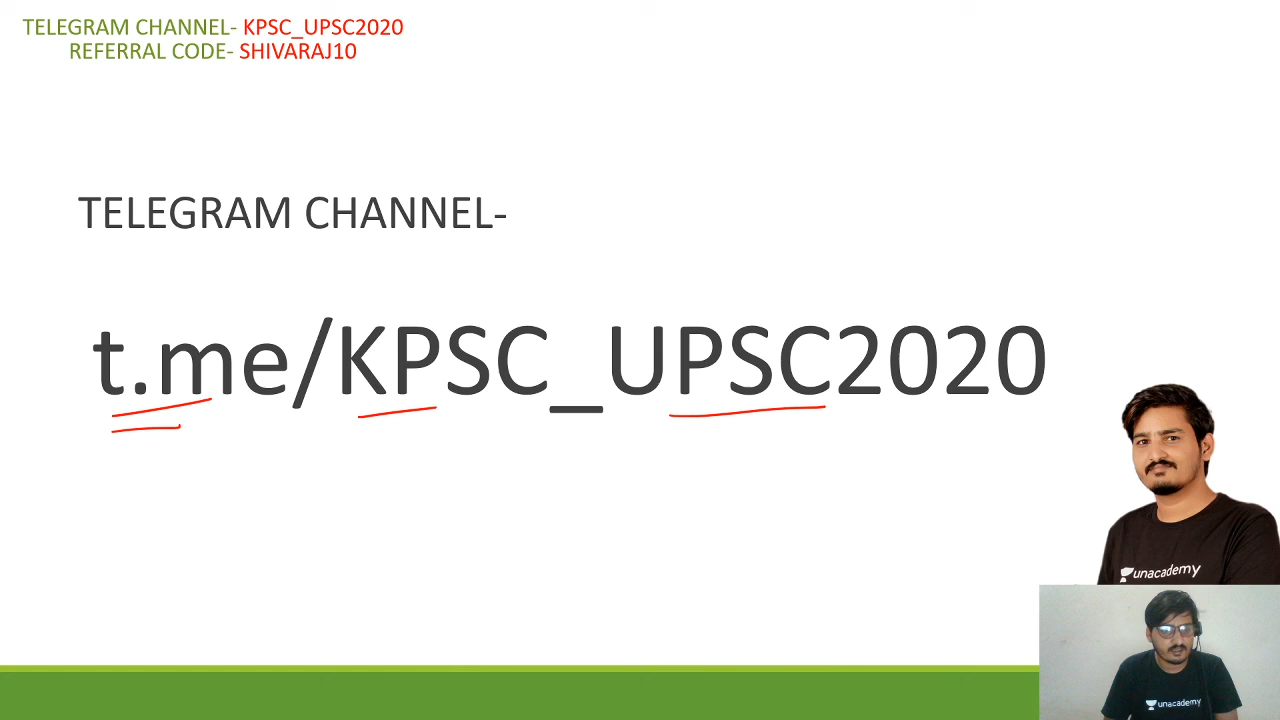 TELEGRAM CHANNEL- KPSC_UPSC2020
REFERRAL CODE- SHIVARAJ10
TELEGRAM CHANNEL-
t.me/KPSC_UPSC2020
unacademy
unacademy